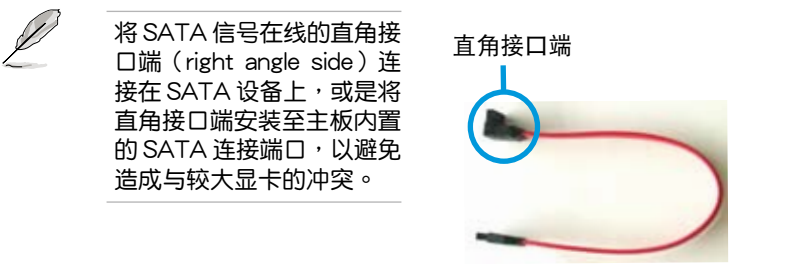 将 SATA 信号在线的直角接
口端（right angle side）连
接在 SATA 设备上，或是将
直角接口端安装至主板内置
的 SATA 连接端口，以避免
造成与较大显卡的冲突。
直角接口端